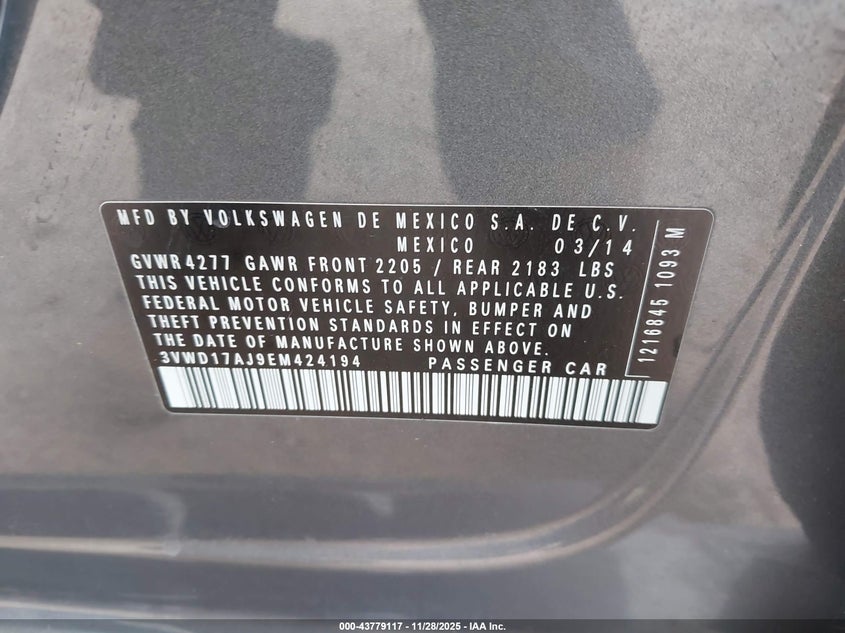 MFD BY VOLKSWAGEN DE MEXICO S.A. DE C.V.
MEXICO 03/14
GVWR 4277 GAWR FRONT 2205 / REAR 2183 LBS
THIS VEHICLE CONFORMS TO ALL APPLICABLE U.S.
FEDERAL MOTOR VEHICLE SAFETY, BUMPER AND
THEFT PREVENTION STANDARDS IN EFFECT ON
THE DATE OF MANUFACTURE SHOWN ABOVE.
3VWD17AJ9EM424194 PASSENGER CAR
1216845 1093 M
000-43779117 - 11/28/2025 - IAA Inc.